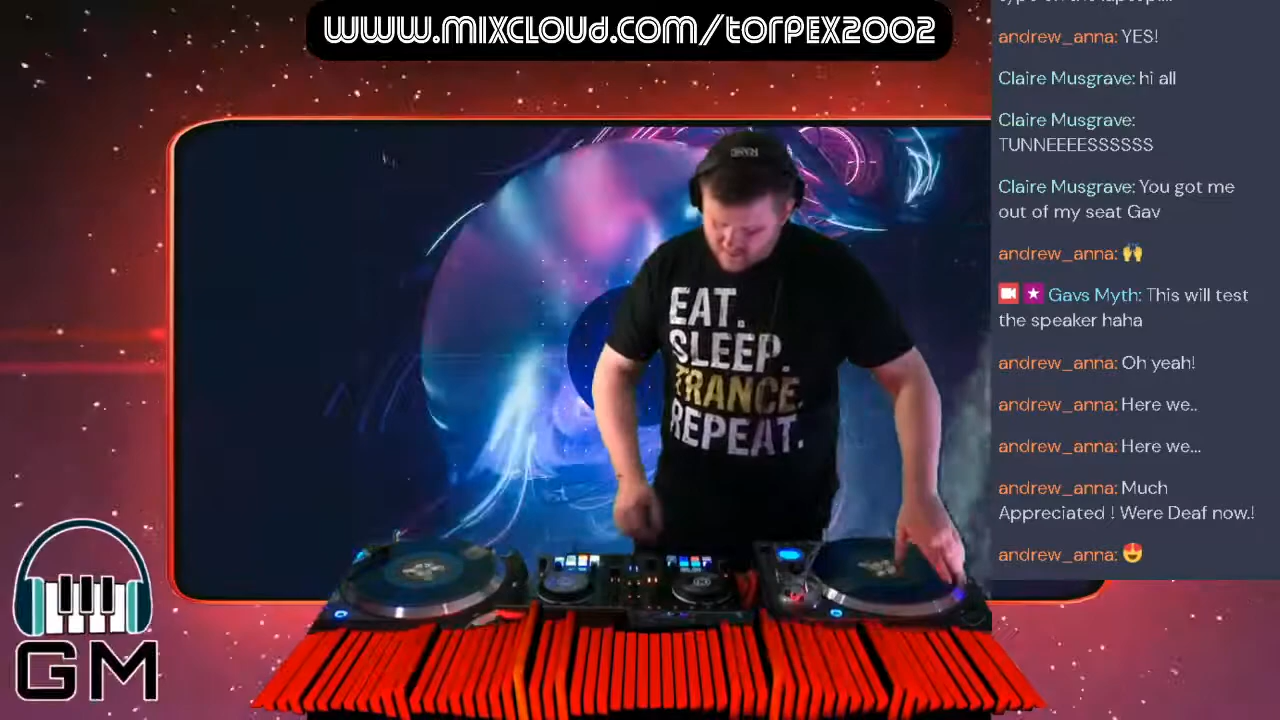 www.mixcloud.com/torpex2002
andrew_anna: YES!
Claire Musgrave: hi all
Claire Musgrave:
TUNNEEEESSSSSS
Claire Musgrave: You got me
out of my seat Gav
andrew_anna: 🙌
Gavs Myth: This will test
the speaker haha
andrew_anna: Oh yeah!
andrew_anna: Here we..
andrew_anna: Here we...
andrew_anna: Much
Appreciated ! Were Deaf now.!
andrew_anna: 😍
EAT.
SLEEP.
TRANCE.
REPEAT.
GM